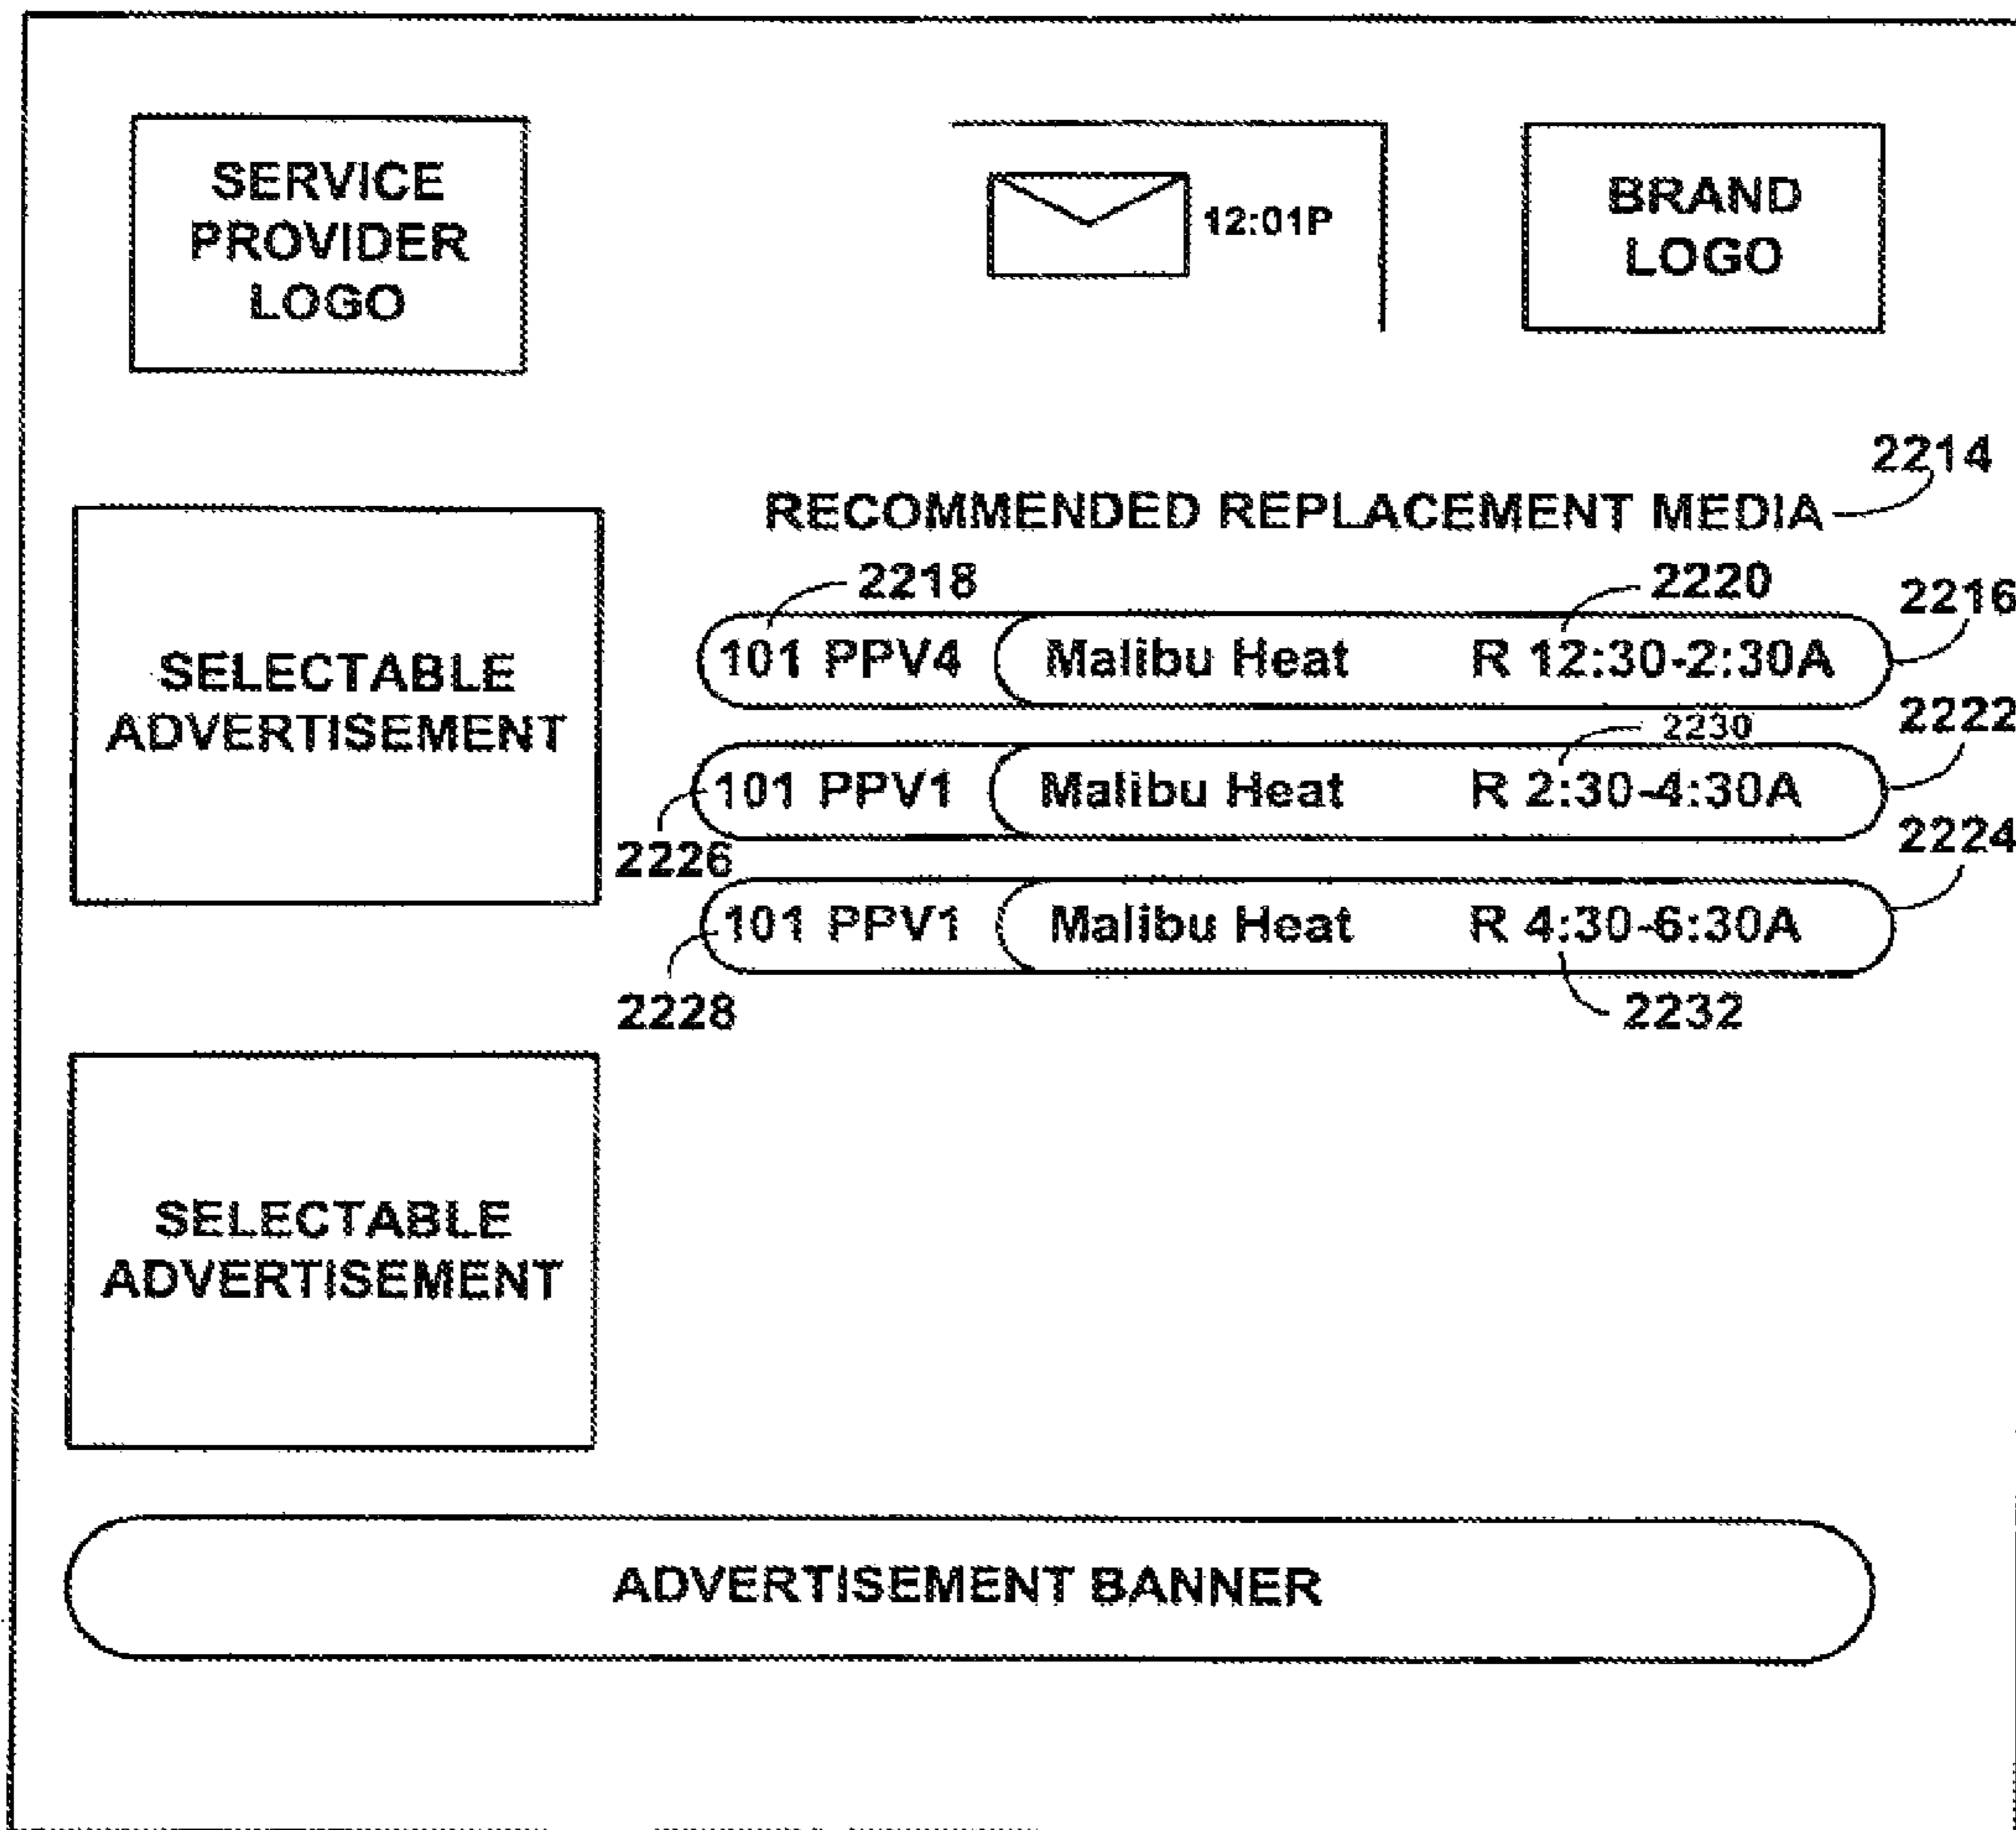 SERVICE
PROVIDER
LOGO
12:01P
BRAND
LOGO
2214
RECOMMENDED REPLACEMENT MEDIA
2218
2220
2216
101 PPV4 Malibu Heat R 12:30-2:30A
2230
2222
101 PPV1 Malibu Heat R 2:30-4:30A
2226
2224
101 PPV1 Malibu Heat R 4:30-6:30A
2228
2232
SELECTABLE
ADVERTISEMENT
SELECTABLE
ADVERTISEMENT
ADVERTISEMENT BANNER